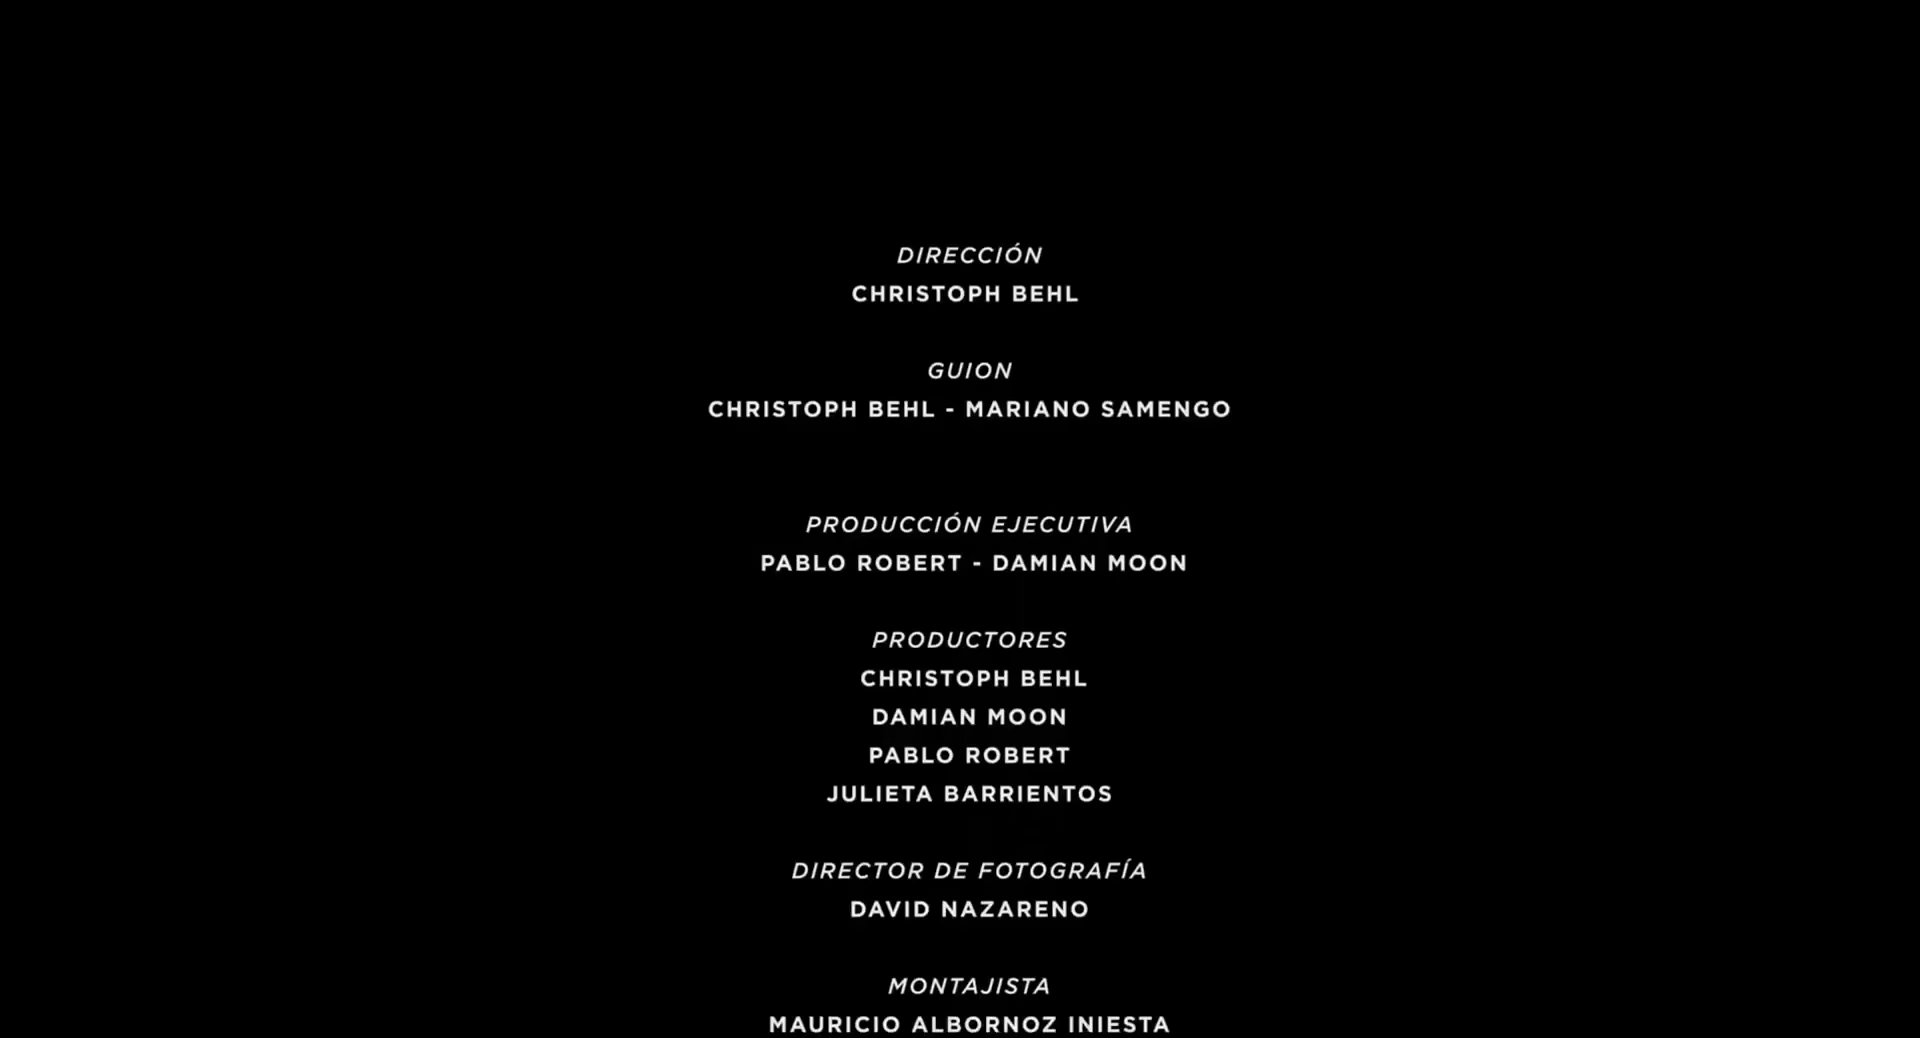 DIRECCIÓN
CHRISTOPH BEHL
GUION
CHRISTOPH BEHL - MARIANO SAMENGO
PRODUCCIÓN EJECUTIVA
PABLO ROBERT - DAMIAN MOON
PRODUCTORES
CHRISTOPH BEHL
DAMIAN MOON
PABLO ROBERT
JULIETA BARRIENTOS
DIRECTOR DE FOTOGRAFÍA
DAVID NAZARENO
MONTAJISTA
MAURICIO ALBORNOZ INIESTA